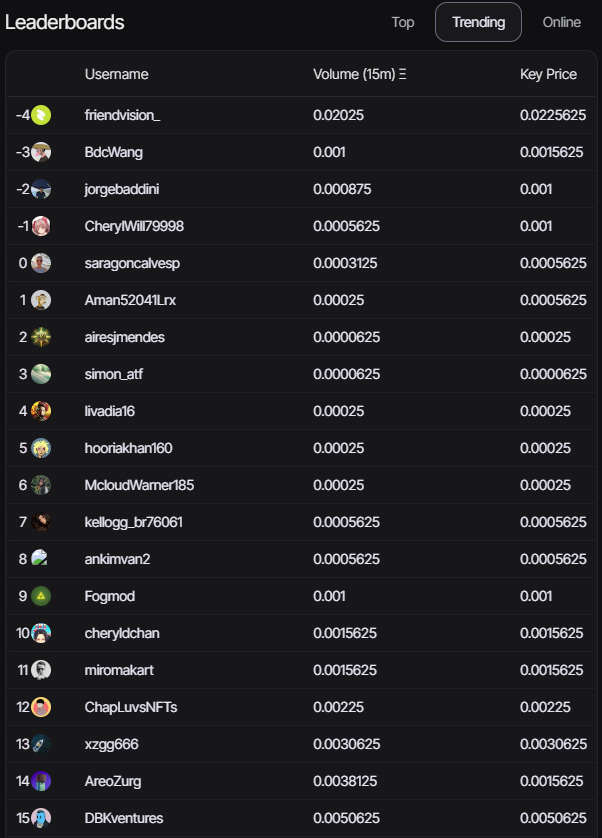 Leaderboards Top Trending Online
Username Volume (15m) Ξ Key Price
-4 friendvision_ 0.02025 0.0225625
-3 BdcWang 0.001 0.0015625
-2 jorgebaddini 0.000875 0.001
-1 CherylWill79998 0.0005625 0.001
0 saragoncalvesp 0.0003125 0.0005625
1 Aman52041Lrx 0.00025 0.0005625
2 airesjmendes 0.0000625 0.00025
3 simon_atf 0.0000625 0.0000625
4 livadia16 0.00025 0.00025
5 hooriakhan160 0.00025 0.00025
6 McloudWarner185 0.00025 0.00025
7 kellogg_br76061 0.0005625 0.0005625
8 ankimvan2 0.0005625 0.0005625
9 Fogmod 0.001 0.001
10 cheryldchan 0.0015625 0.0015625
11 miromakart 0.0015625 0.0015625
12 ChapLuvsNFTs 0.00225 0.00225
13 xzgg666 0.0030625 0.0030625
14 AreoZurg 0.0038125 0.0015625
15 DBKventures 0.0050625 0.0050625